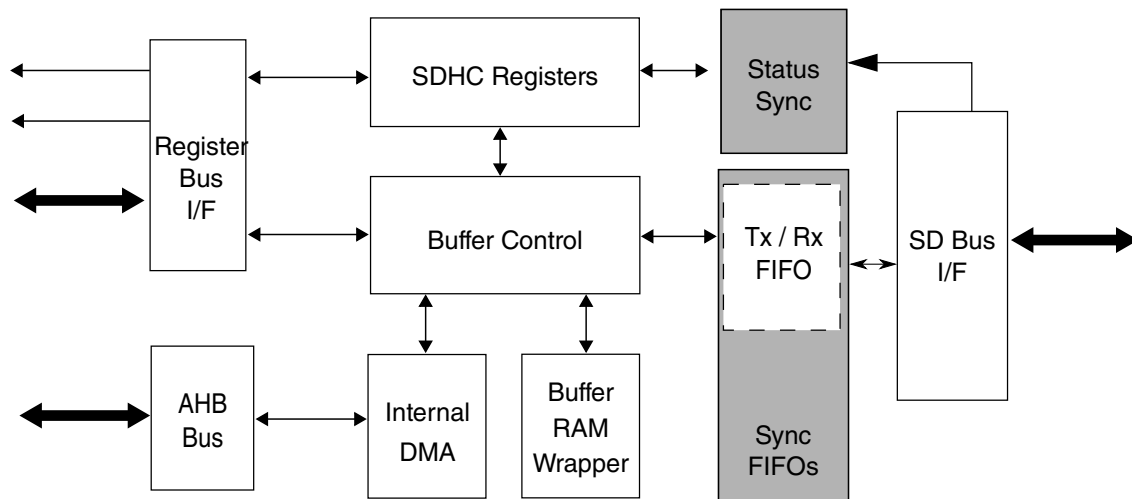 SDHC Registers
Status
Sync
Register
Bus
I/F
Buffer Control
Tx / Rx
FIFO
SD Bus
I/F
AHB
Bus
Internal
DMA
Buffer
RAM
Wrapper
Sync
FIFOs